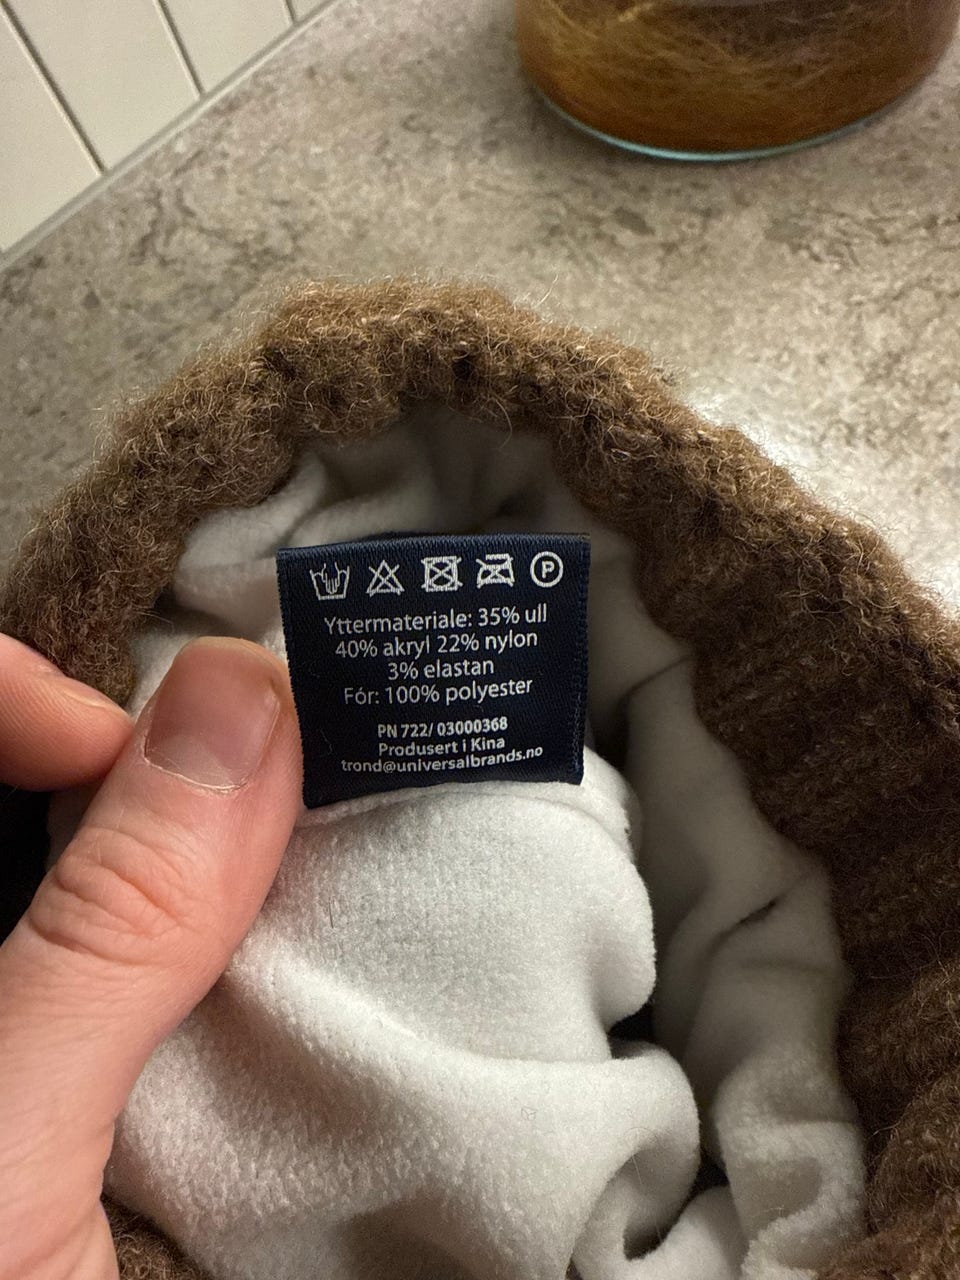 P
Yttermateriale: 35% ull
40% akryl 22% nylon
3% elastan
Fór: 100% polyester
PN 722/ 03000368
Produsert i Kina
trond@universalbrands.no